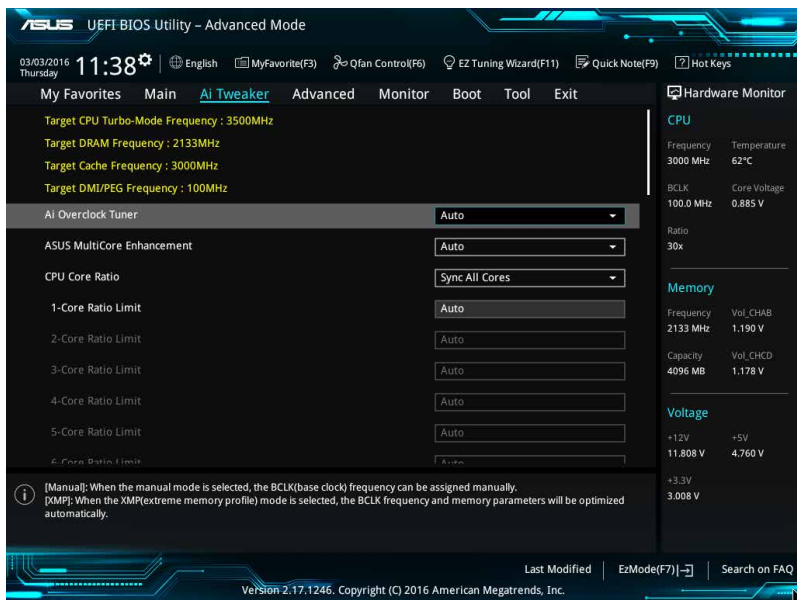 ASUS UEFI BIOS Utility – Advanced Mode
03/03/2016 Thursday 11:38 English MyFavorite(F3) Qfan Control(F6) EZ Tuning Wizard(F11) Quick Note(F9) ? Hot Keys
My Favorites Main Ai Tweaker Advanced Monitor Boot Tool Exit
Target CPU Turbo-Mode Frequency : 3500MHz
Target DRAM Frequency : 2133MHz
Target Cache Frequency : 3000MHz
Target DMI/PEG Frequency : 100MHz
Ai Overclock Tuner Auto
ASUS MultiCore Enhancement Auto
CPU Core Ratio Sync All Cores
1-Core Ratio Limit Auto
2-Core Ratio Limit Auto
3-Core Ratio Limit Auto
4-Core Ratio Limit Auto
5-Core Ratio Limit Auto
6-Core Ratio Limit Auto
[Manual]: When the manual mode is selected, the BCLK(base clock) frequency can be assigned manually.
[XMP]: When the XMP(extreme memory profile) mode is selected, the BCLK frequency and memory parameters will be optimized
automatically.
Hardware Monitor
CPU
Frequency Temperature
3000 MHz 62°C
BCLK Core Voltage
100.0 MHz 0.885 V
Ratio
30x
Memory
Frequency Vol_CHAB
2133 MHz 1.190 V
Capacity Vol_CHCD
4096 MB 1.178 V
Voltage
+12V +5V
11.808 V 4.760 V
+3.3V
3.008 V
Last Modified EzMode(F7) Search on FAQ
Version 2.17.1246. Copyright (C) 2016 American Megatrends, Inc.